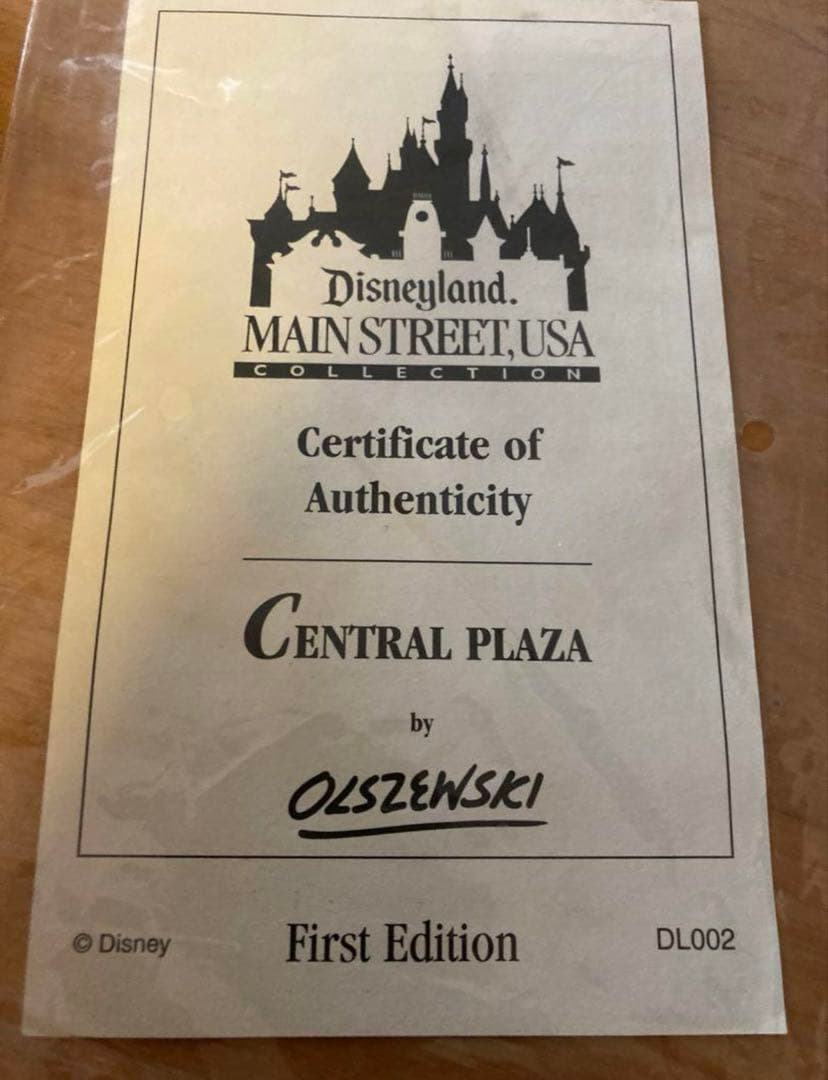 Disneyland.
MAIN STREET, USA
COLLECTION
Certificate of
Authenticity
CENTRAL PLAZA
by
OLSZEWSKI
© Disney First Edition DL002